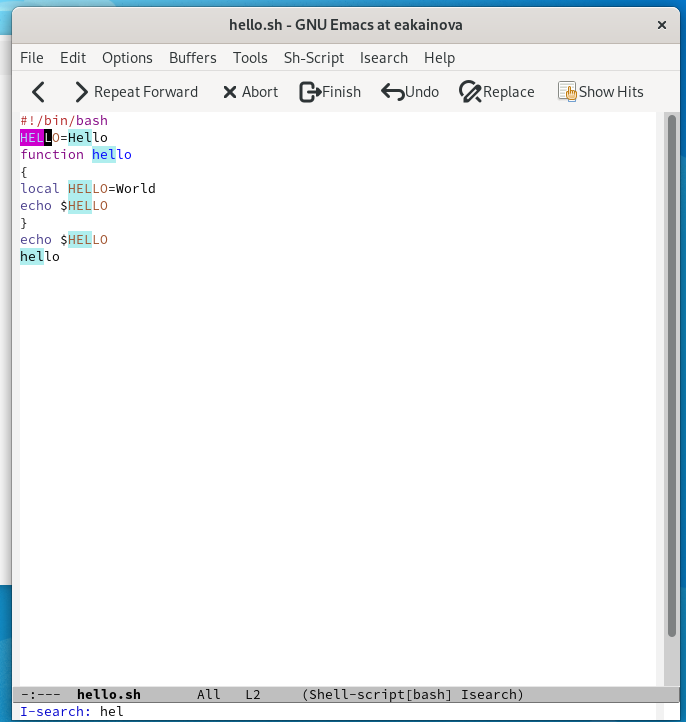 hello.sh - GNU Emacs at eakainova
File Edit Options Buffers Tools Sh-Script Isearch Help
Repeat Forward Abort Finish Undo Replace Show Hits
#!/bin/bash
HELLO=Hello
function hello
{
local HELLO=World
echo $HELLO
}
echo $HELLO
hello
-:--- hello.sh All L2 (Shell-script[bash] Isearch)
I-search: hel